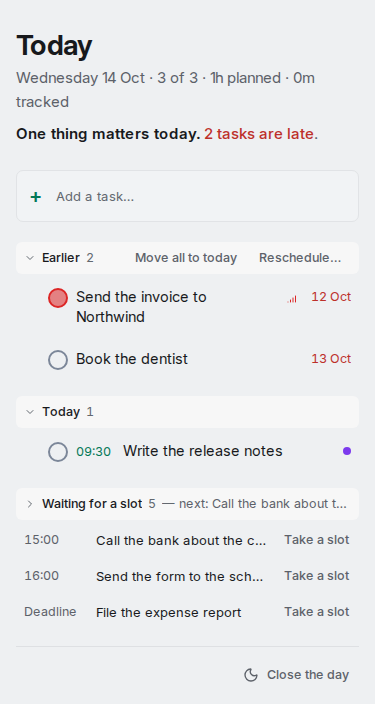 Today
Wednesday 14 Oct · 3 of 3 · 1h planned · 0m
tracked
One thing matters today. 2 tasks are late.
+ Add a task...
Earlier 2 Move all to today Reschedule...
Send the invoice to 12 Oct
Northwind
Book the dentist 13 Oct
Today 1
09:30 Write the release notes
Waiting for a slot 5 — next: Call the bank about t...
15:00 Call the bank about the c... Take a slot
16:00 Send the form to the sch... Take a slot
Deadline File the expense report Take a slot
Close the day